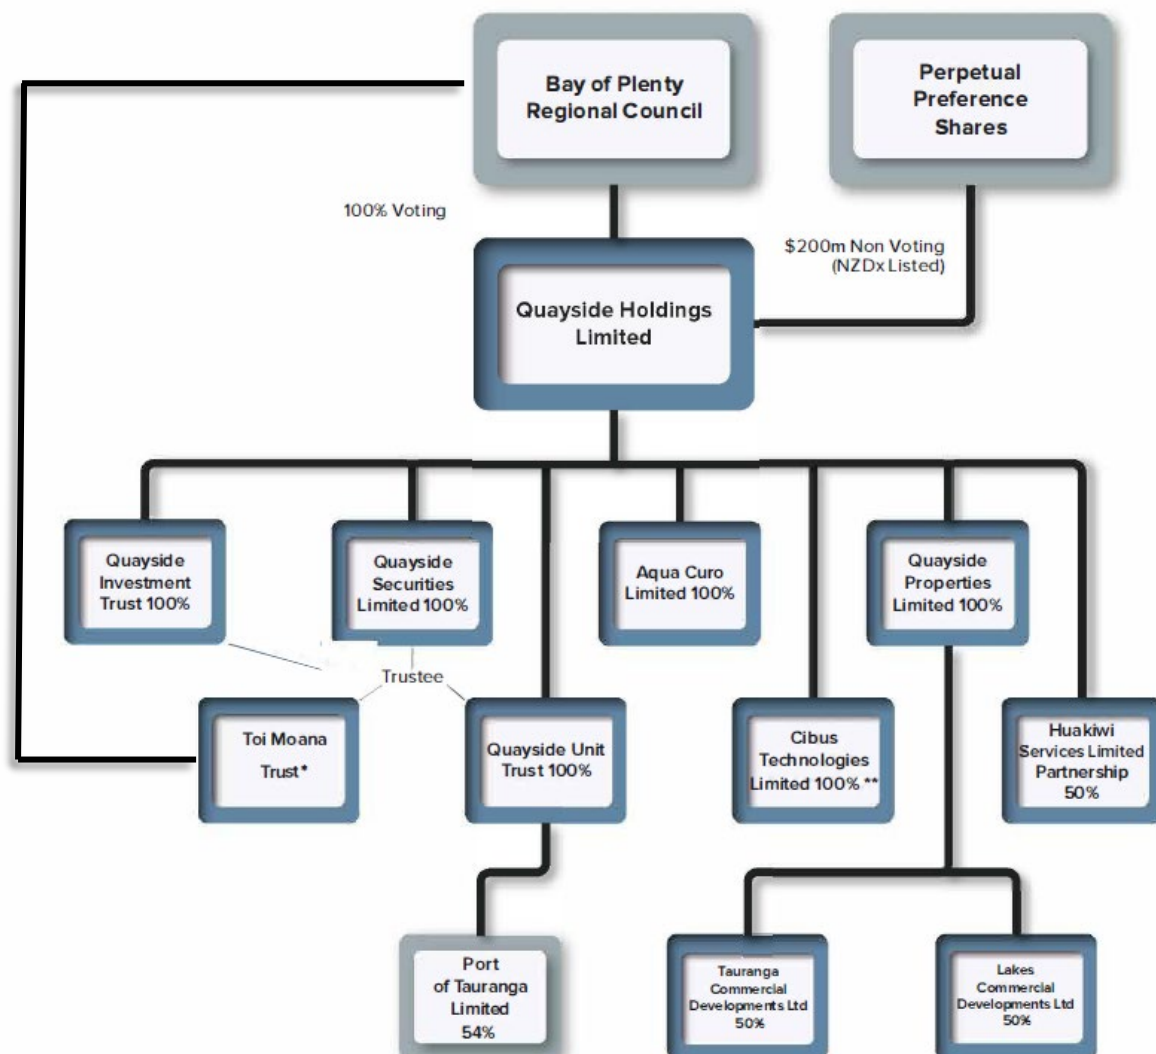 Bay of Plenty
Regional Council
Perpetual
Preference
Shares
100% Voting
$200m Non Voting
(NZDx Listed)
Quayside Holdings
Limited
Quayside
Investment
Trust 100%
Quayside
Securities
Limited 100%
Aqua Curo
Limited 100%
Quayside
Properties
Limited 100%
Trustee
Toi Moana
Trust*
Quayside Unit
Trust 100%
Cibus
Technologies
Limited 100% **
Huakiwi
Services Limited
Partnership
50%
Port
of Tauranga
Limited
54%
Tauranga
Commercial
Developments Ltd
50%
Lakes
Commercial
Developments Ltd
50%